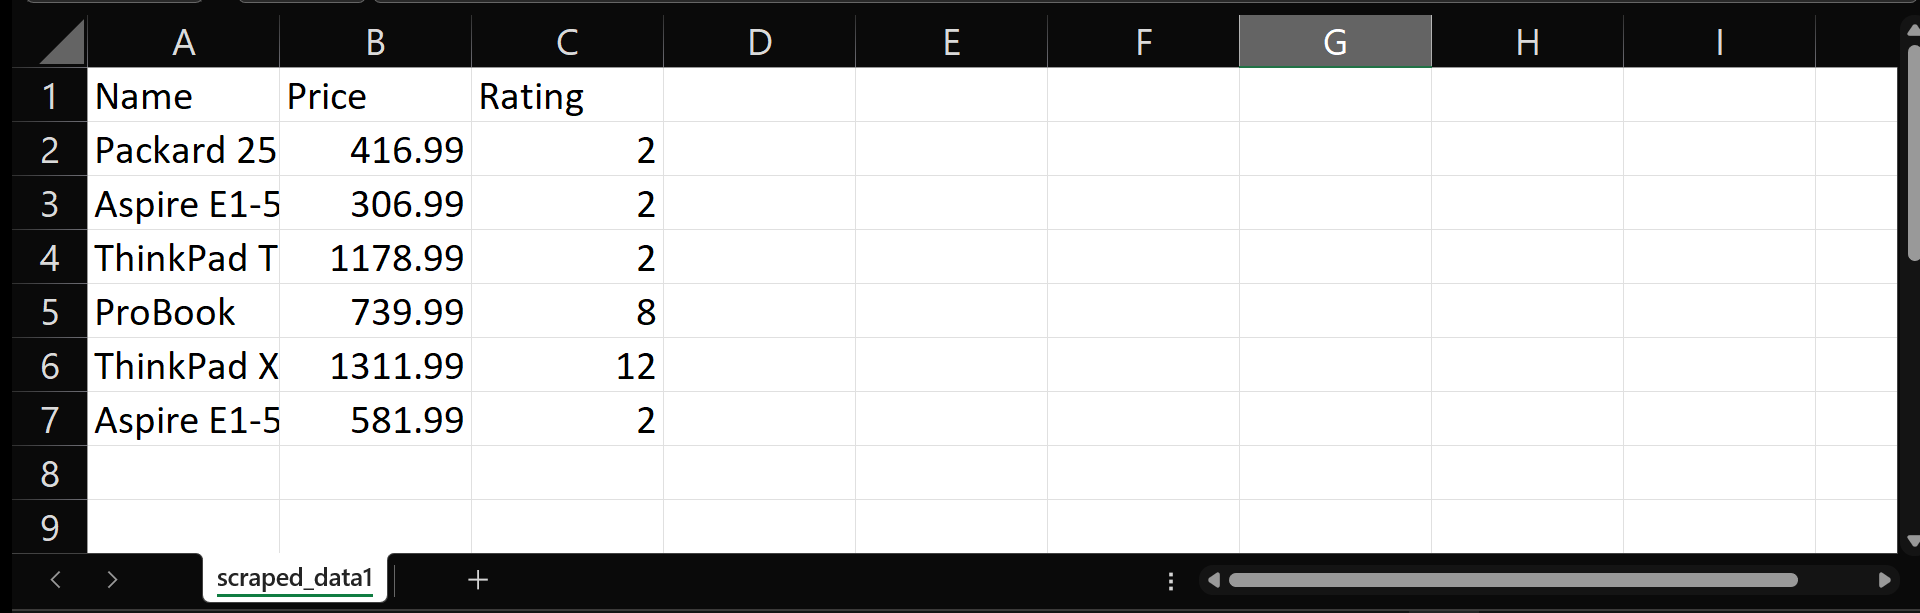 A B C D E F G H I
1 Name Price Rating
2 Packard 25 416.99 2
3 Aspire E1-5 306.99 2
4 ThinkPad T 1178.99 2
5 ProBook 739.99 8
6 ThinkPad X 1311.99 12
7 Aspire E1-5 581.99 2
8
9
scraped_data1